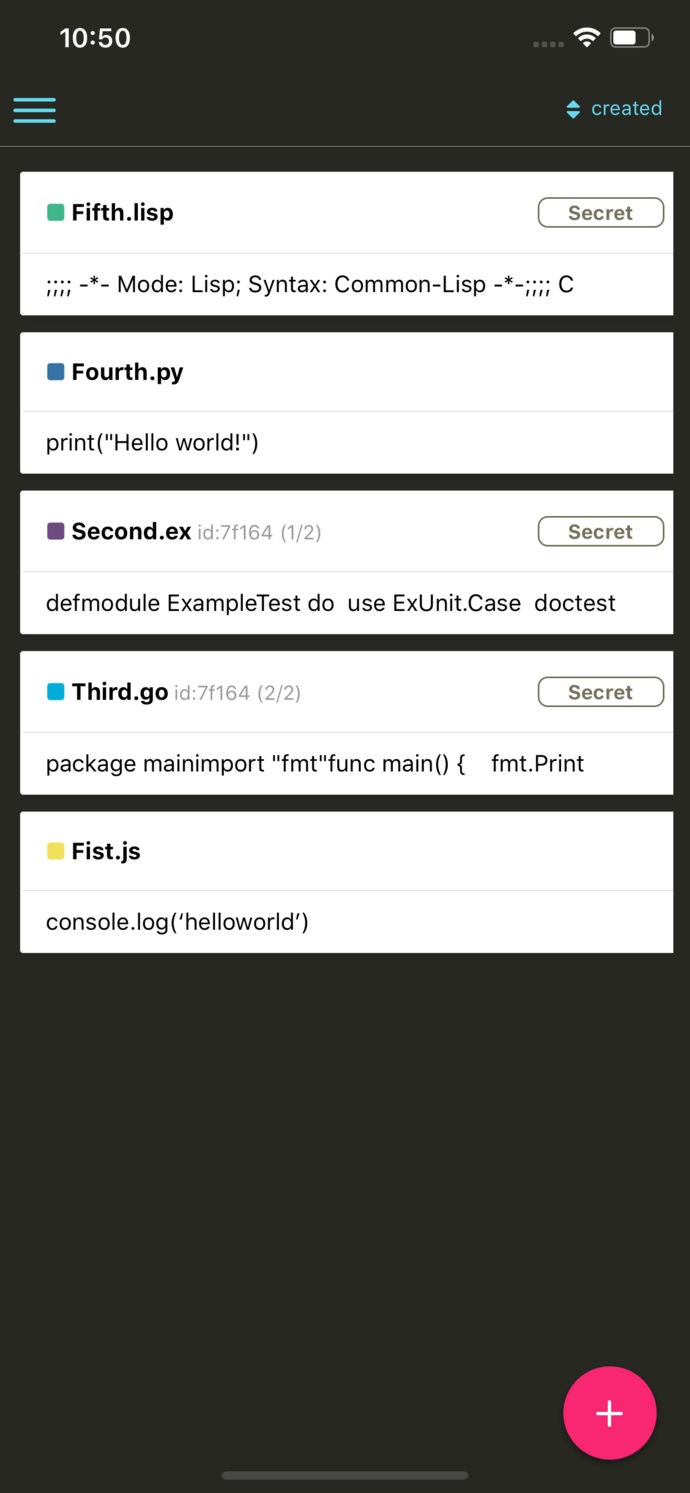 10:50
created
Fifth.lisp Secret
;;;; -*- Mode: Lisp; Syntax: Common-Lisp -*-;;;; C
Fourth.py
print("Hello world!")
Second.ex id:7f164 (1/2) Secret
defmodule ExampleTest do  use ExUnit.Case  doctest
Third.go id:7f164 (2/2) Secret
package mainimport "fmt"func main() {    fmt.Print
Fist.js
console.log(‘helloworld’)